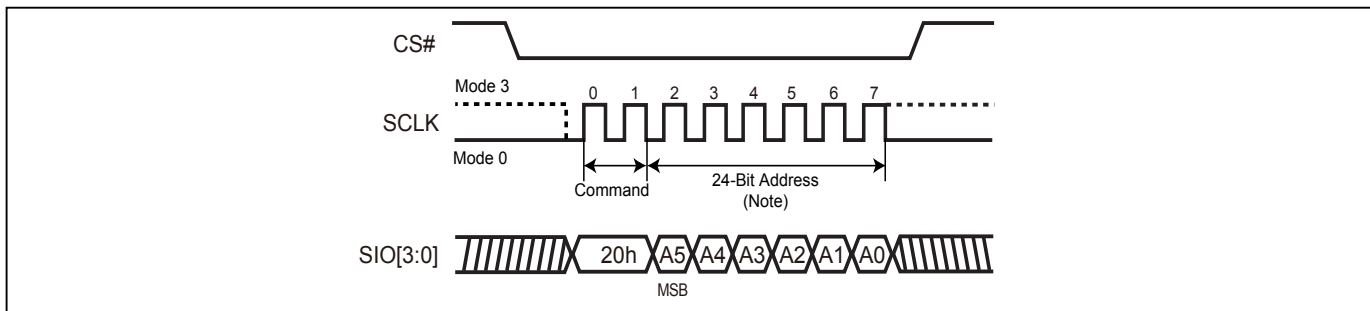 CS#
Mode 3
0 1 2 3 4 5 6 7
SCLK
Mode 0
Command
24-Bit Address
(Note)
SIO[3:0]
20h A5 A4 A3 A2 A1 A0
MSB